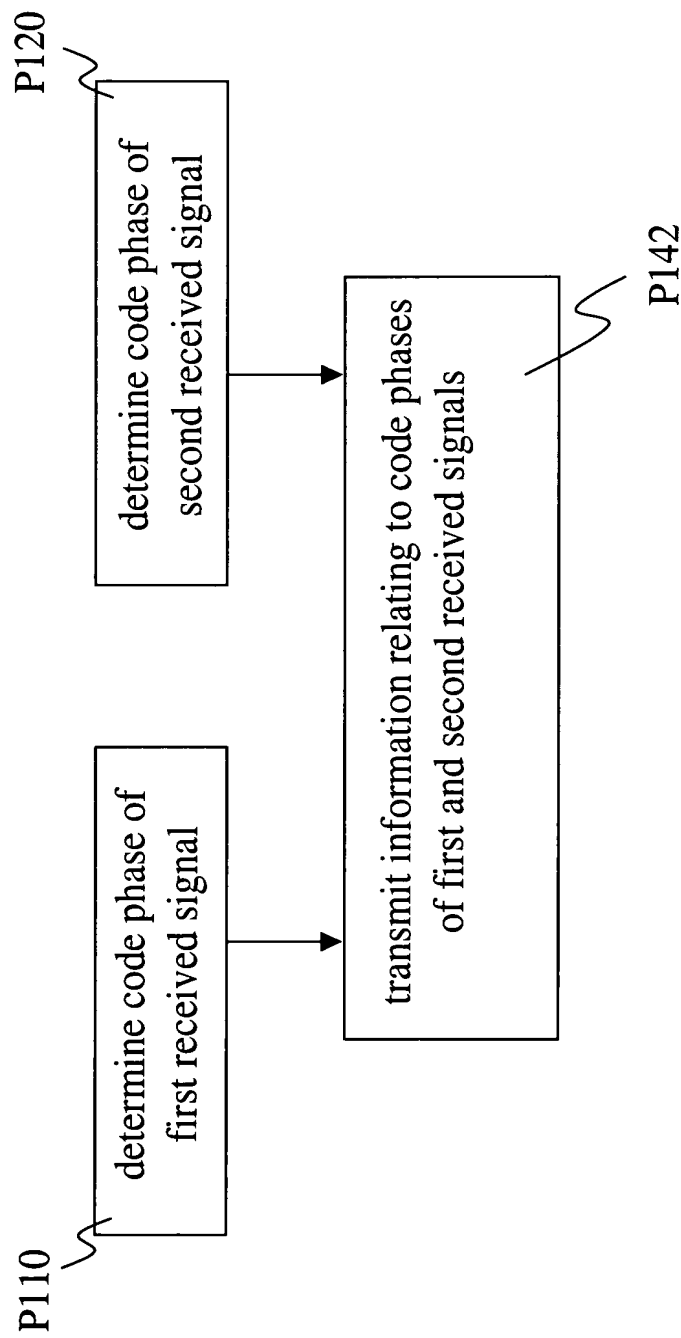 P110
determine code phase of
first received signal
P120
determine code phase of
second received signal
transmit information relating to code phases
of first and second received signals
P142